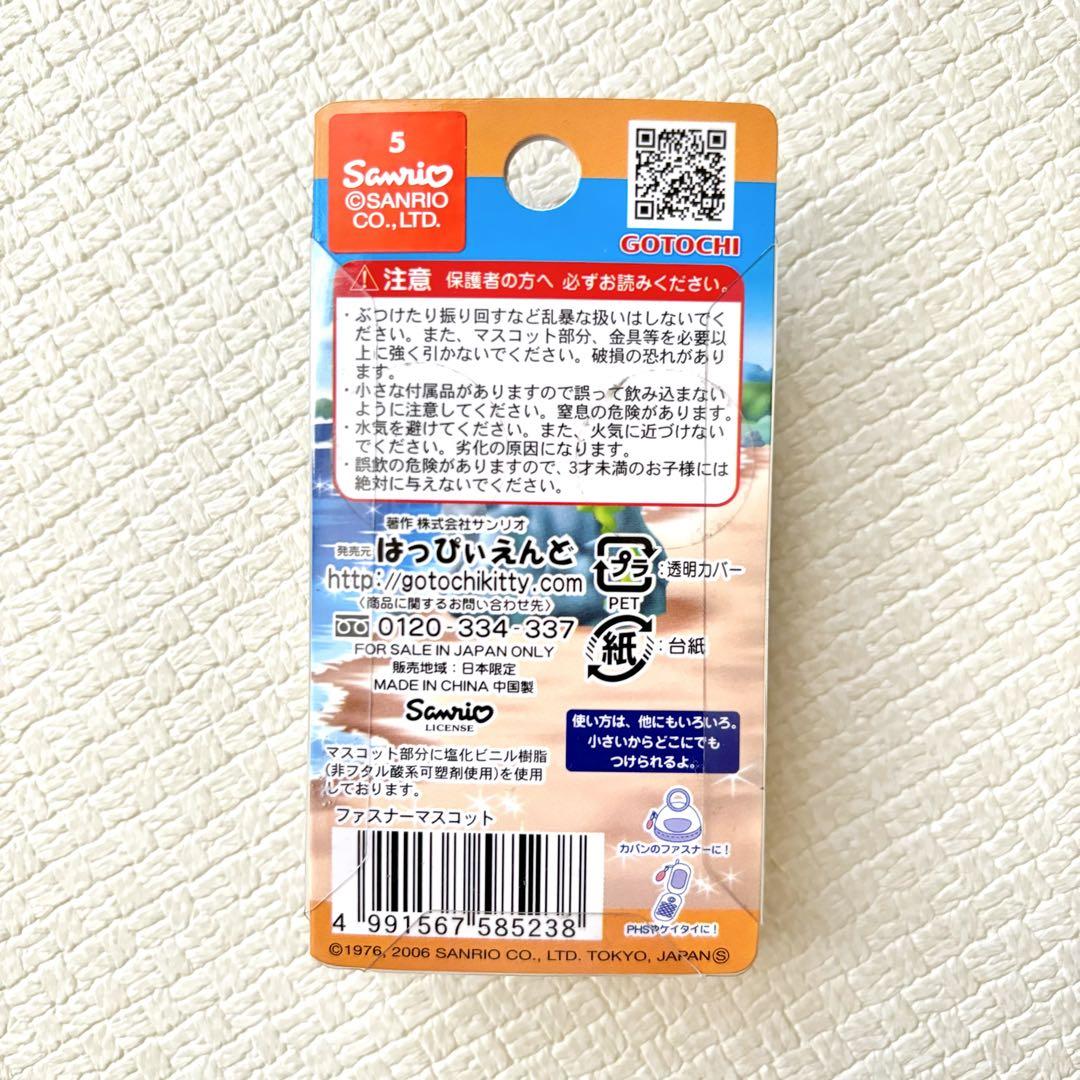 5
Sanrio
©SANRIO
CO.,LTD.
GOTOCHI
注意 保護者の方へ 必ずお読みください。
・ぶつけたり振り回すなど乱暴な扱いはしないでく
ださい。また、マスコット部分、金具等を必要以
上に強く引かないでください。破損の恐れがあり
ます。
・小さな付属品がありますので誤って飲み込まない
ように注意してください。窒息の危険があります。
・水気を避けてください。また、火気に近づけない
でください。劣化の原因になります。
・誤飲の危険がありますので、3才未満のお子様には
絶対に与えないでください。
著作 株式会社サンリオ
発売元 はっぴぃえんど
http://gotochikitty.com
〈商品に関するお問い合わせ先〉
0120-334-337
FOR SALE IN JAPAN ONLY
販売地域：日本限定
MADE IN CHINA 中国製
Sanrio
LICENSE
プラ：透明カバー
PET
紙：台紙
マスコット部分に塩化ビニル樹脂
(非フタル酸系可塑剤使用)を使用
しております。
ファスナーマスコット
使い方は、他にもいろいろ。
小さいからどこにでも
つけられるよ。
カバンのファスナーに！
PHSやケイタイに！
4 991567 585238
©1976, 2006 SANRIO CO., LTD. TOKYO, JAPAN Ⓢ